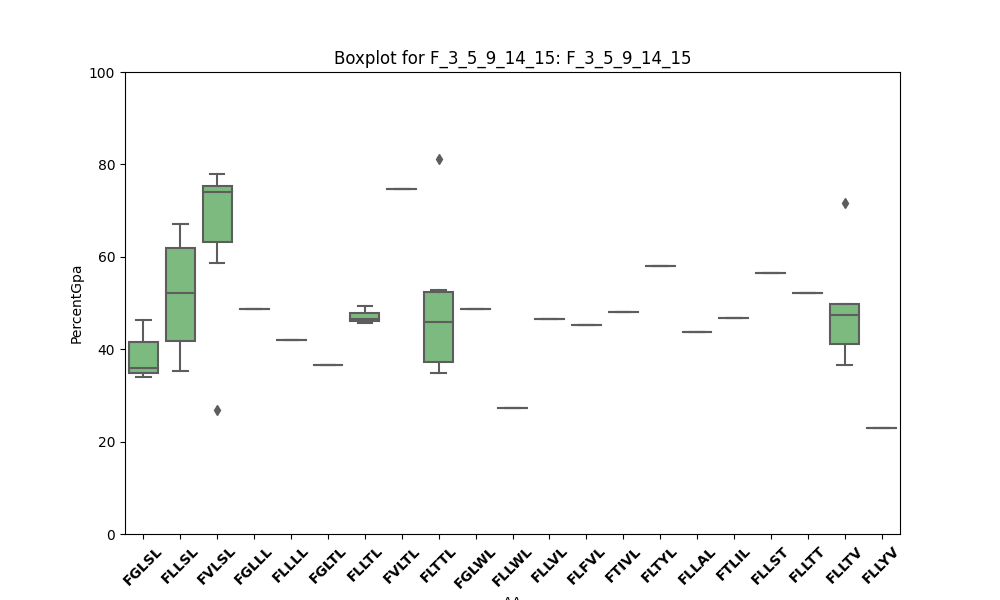 Boxplot for F_3_5_9_14_15: F_3_5_9_14_15
PercentGpa
100
80
60
40
20
0
FGLSL
FLLSL
FVLSL
FGLLL
FLLLL
FGLTL
FLLTL
FVLTL
FLTTL
FGLWL
FLLWL
FLLVL
FLFVL
FTIVL
FLTYL
FLLAL
FTLIL
FLLST
FLLTT
FLLTV
FLLYV